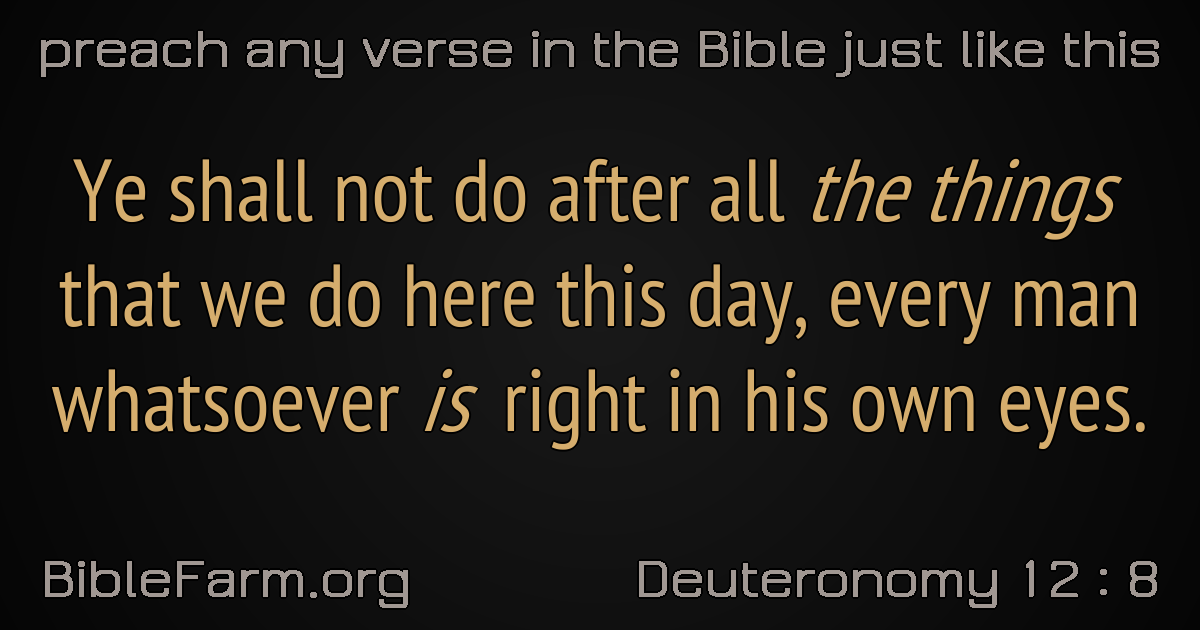 preach any verse in the Bible just like this
Ye shall not do after all the things
that we do here this day, every man
whatsoever is right in his own eyes.
BibleFarm.org
Deuteronomy 12 : 8